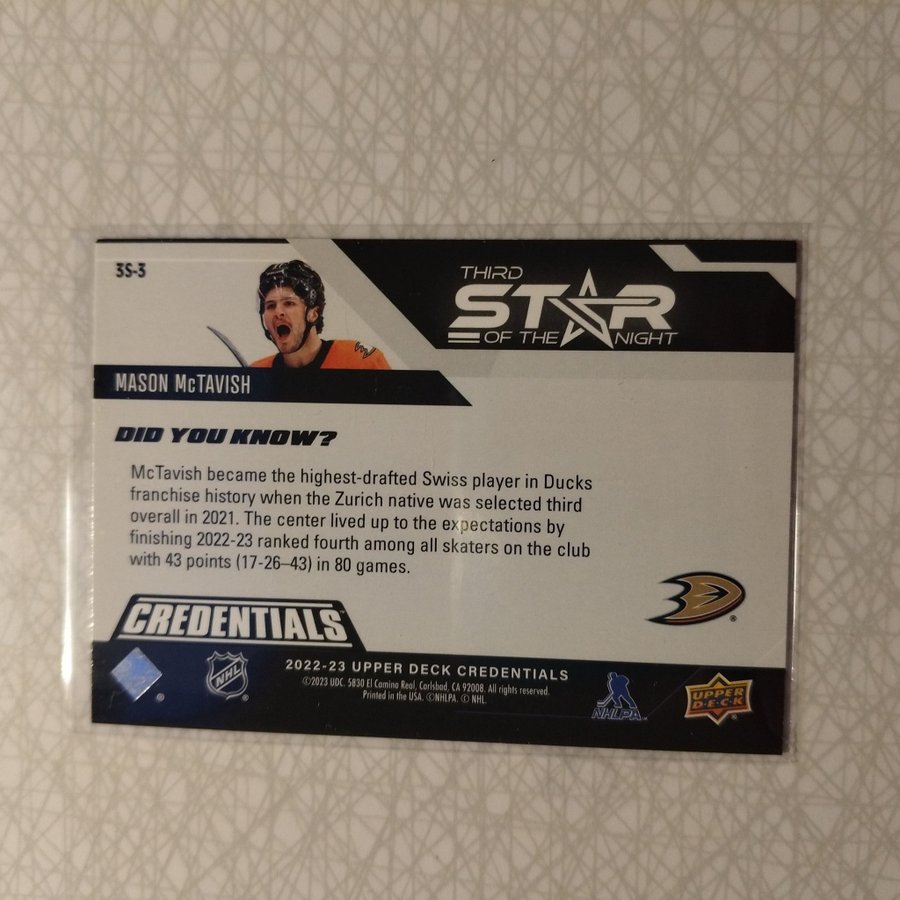 3S-3
THIRD
STAR
OF THE NIGHT
MASON McTAVISH
DID YOU KNOW?
McTavish became the highest-drafted Swiss player in Ducks
franchise history when the Zurich native was selected third
overall in 2021. The center lived up to the expectations by
finishing 2022-23 ranked fourth among all skaters on the club
with 43 points (17-26–43) in 80 games.
CREDENTIALS™
NHL ®
2022-23 UPPER DECK CREDENTIALS
©2023 UDC. 5830 El Camino Real, Carlsbad, CA 92008. All rights reserved.
Printed in the USA. ©NHLPA. © NHL.
NHLPA
UPPER
D·E·C·K